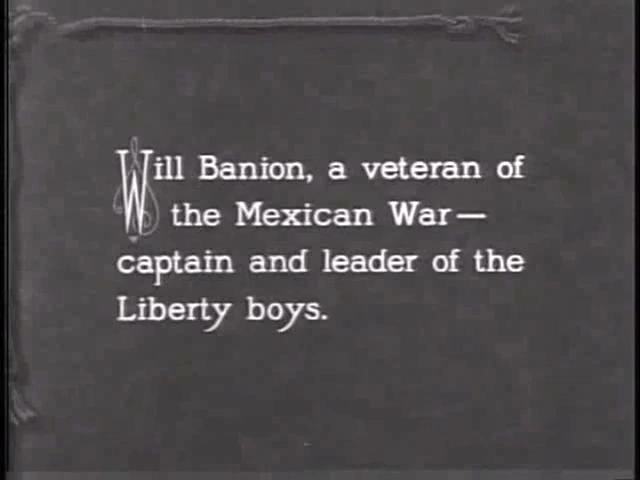 Will Banion, a veteran of
the Mexican War—
captain and leader of the
Liberty boys.